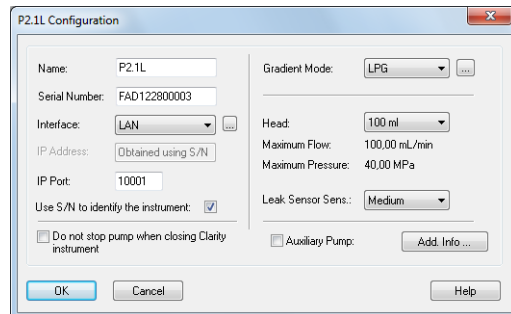 P2.1L Configuration
Name: P2.1L
Serial Number: FAD122800003
Interface: LAN ...
IP Address: Obtained using S/N
IP Port: 10001
Use S/N to identify the instrument:
Do not stop pump when closing Clarity
instrument
Gradient Mode: LPG ...
Head: 100 ml
Maximum Flow: 100,00 mL/min
Maximum Pressure: 40,00 MPa
Leak Sensor Sens.: Medium
Auxiliary Pump: Add. Info ...
OK Cancel Help